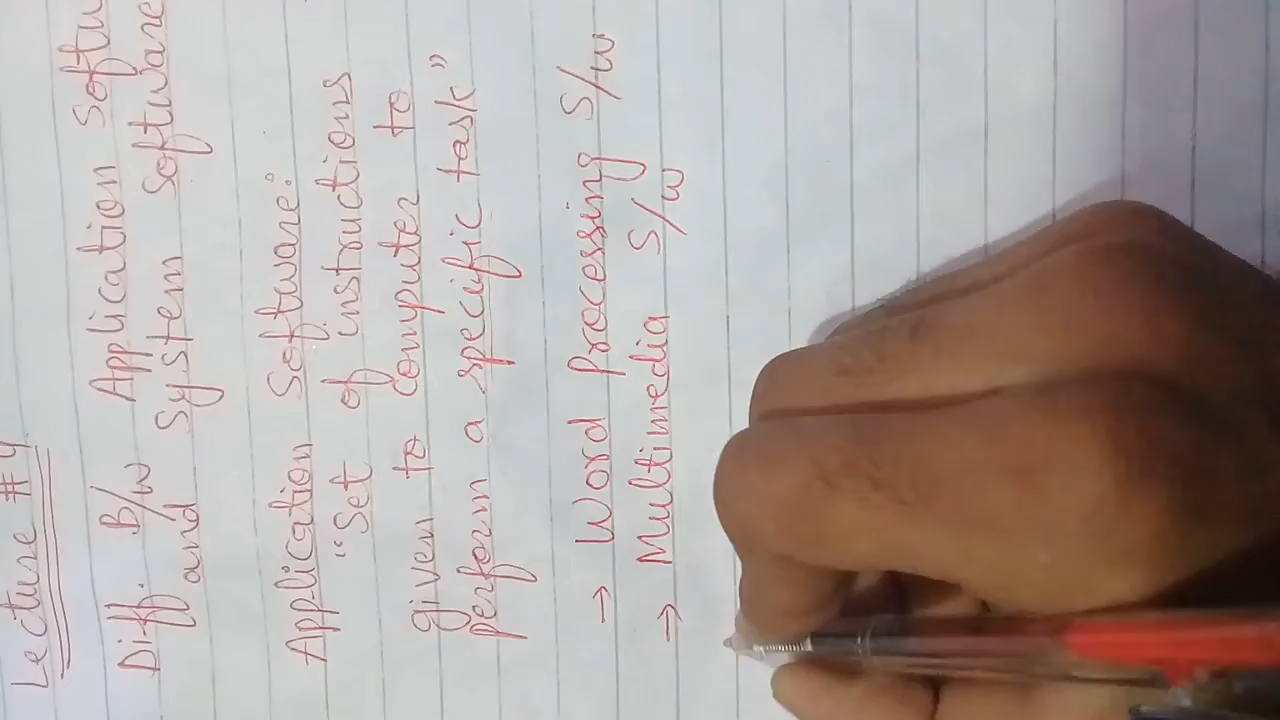 Lecture #4
Diff. B/w Application Softw
and System Software
Application Software:
"Set of instructions
given to computer to
perform a specific task"
→ Word Processing S/w
→ Multimedia S/w